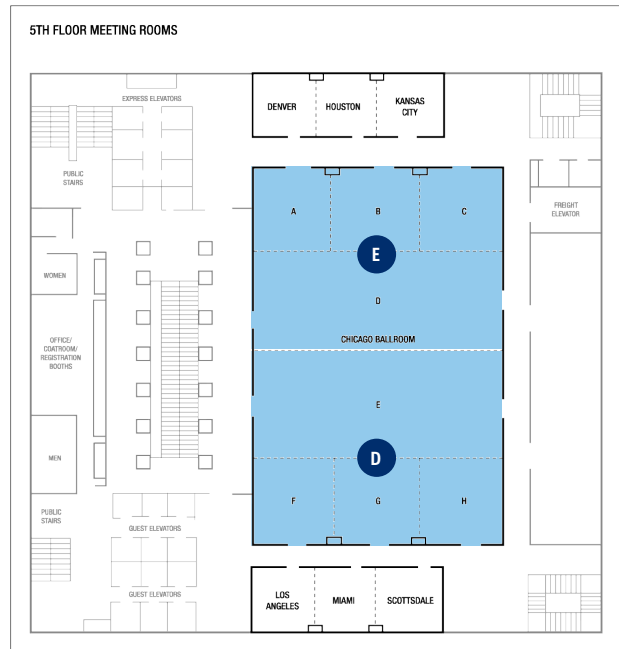 5TH FLOOR MEETING ROOMS
EXPRESS ELEVATORS
DENVER
HOUSTON
KANSAS
CITY
PUBLIC
STAIRS
A
B
C
FREIGHT
ELEVATOR
E
WOMEN
D
OFFICE/
COATROOM/
REGISTRATION
BOOTHS
CHICAGO BALLROOM
E
MEN
D
F
G
H
PUBLIC
STAIRS
GUEST ELEVATORS
GUEST ELEVATORS
LOS
ANGELES
MIAMI
SCOTTSDALE